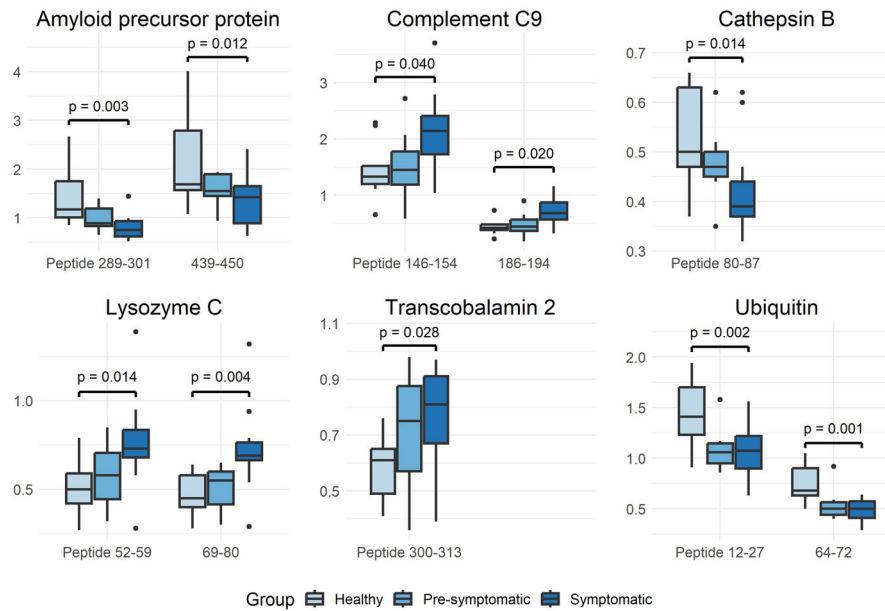 Amyloid precursor protein
p = 0.012
p = 0.003
4
3
2
1
Peptide 289-301 439-450
Complement C9
p = 0.040
p = 0.020
3
2
1
Peptide 146-154 186-194
Cathepsin B
p = 0.014
0.7
0.6
0.5
0.4
0.3
Peptide 80-87
Lysozyme C
p = 0.014 p = 0.004
1.0
0.5
Peptide 52-59 69-80
Transcobalamin 2
p = 0.028
1.1
0.9
0.7
0.5
Peptide 300-313
Ubiquitin
p = 0.002
p = 0.001
2.0
1.5
1.0
0.5
Peptide 12-27 64-72
Group Healthy Pre-symptomatic Symptomatic